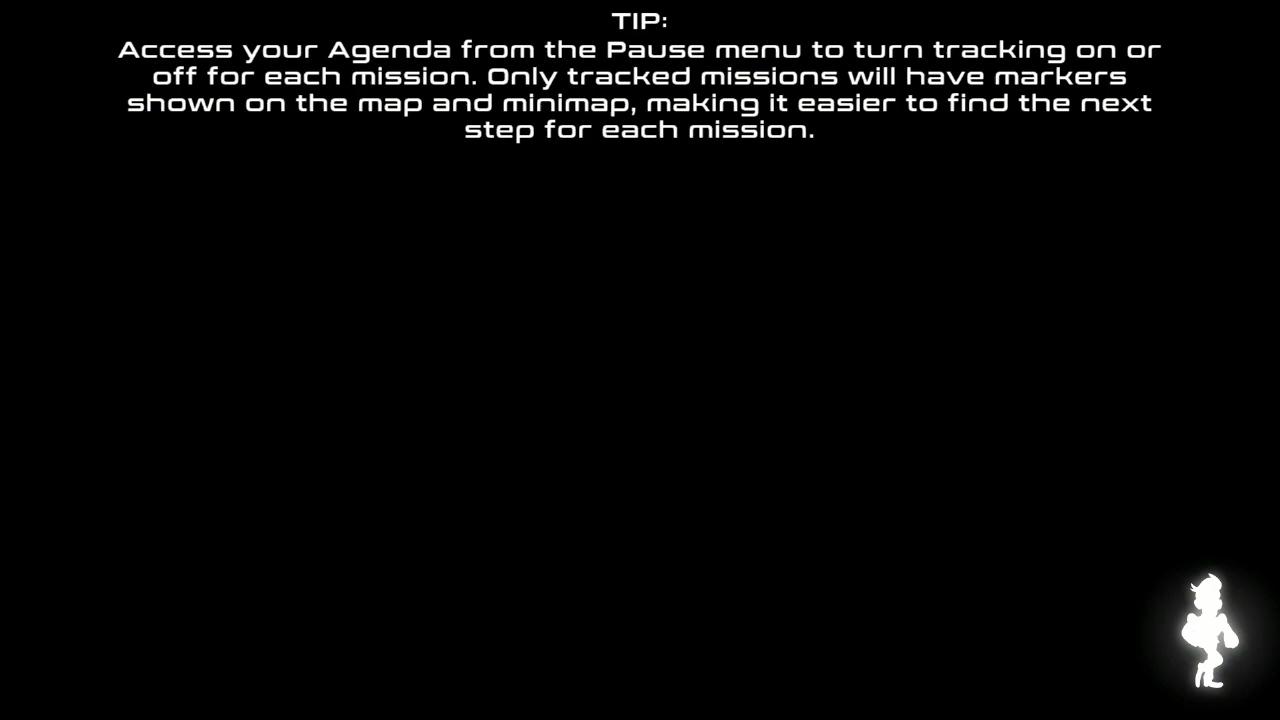 TIP:
Access your Agenda from the Pause menu to turn tracking on or
off for each mission. Only tracked missions will have markers
shown on the map and minimap, making it easier to find the next
step for each mission.